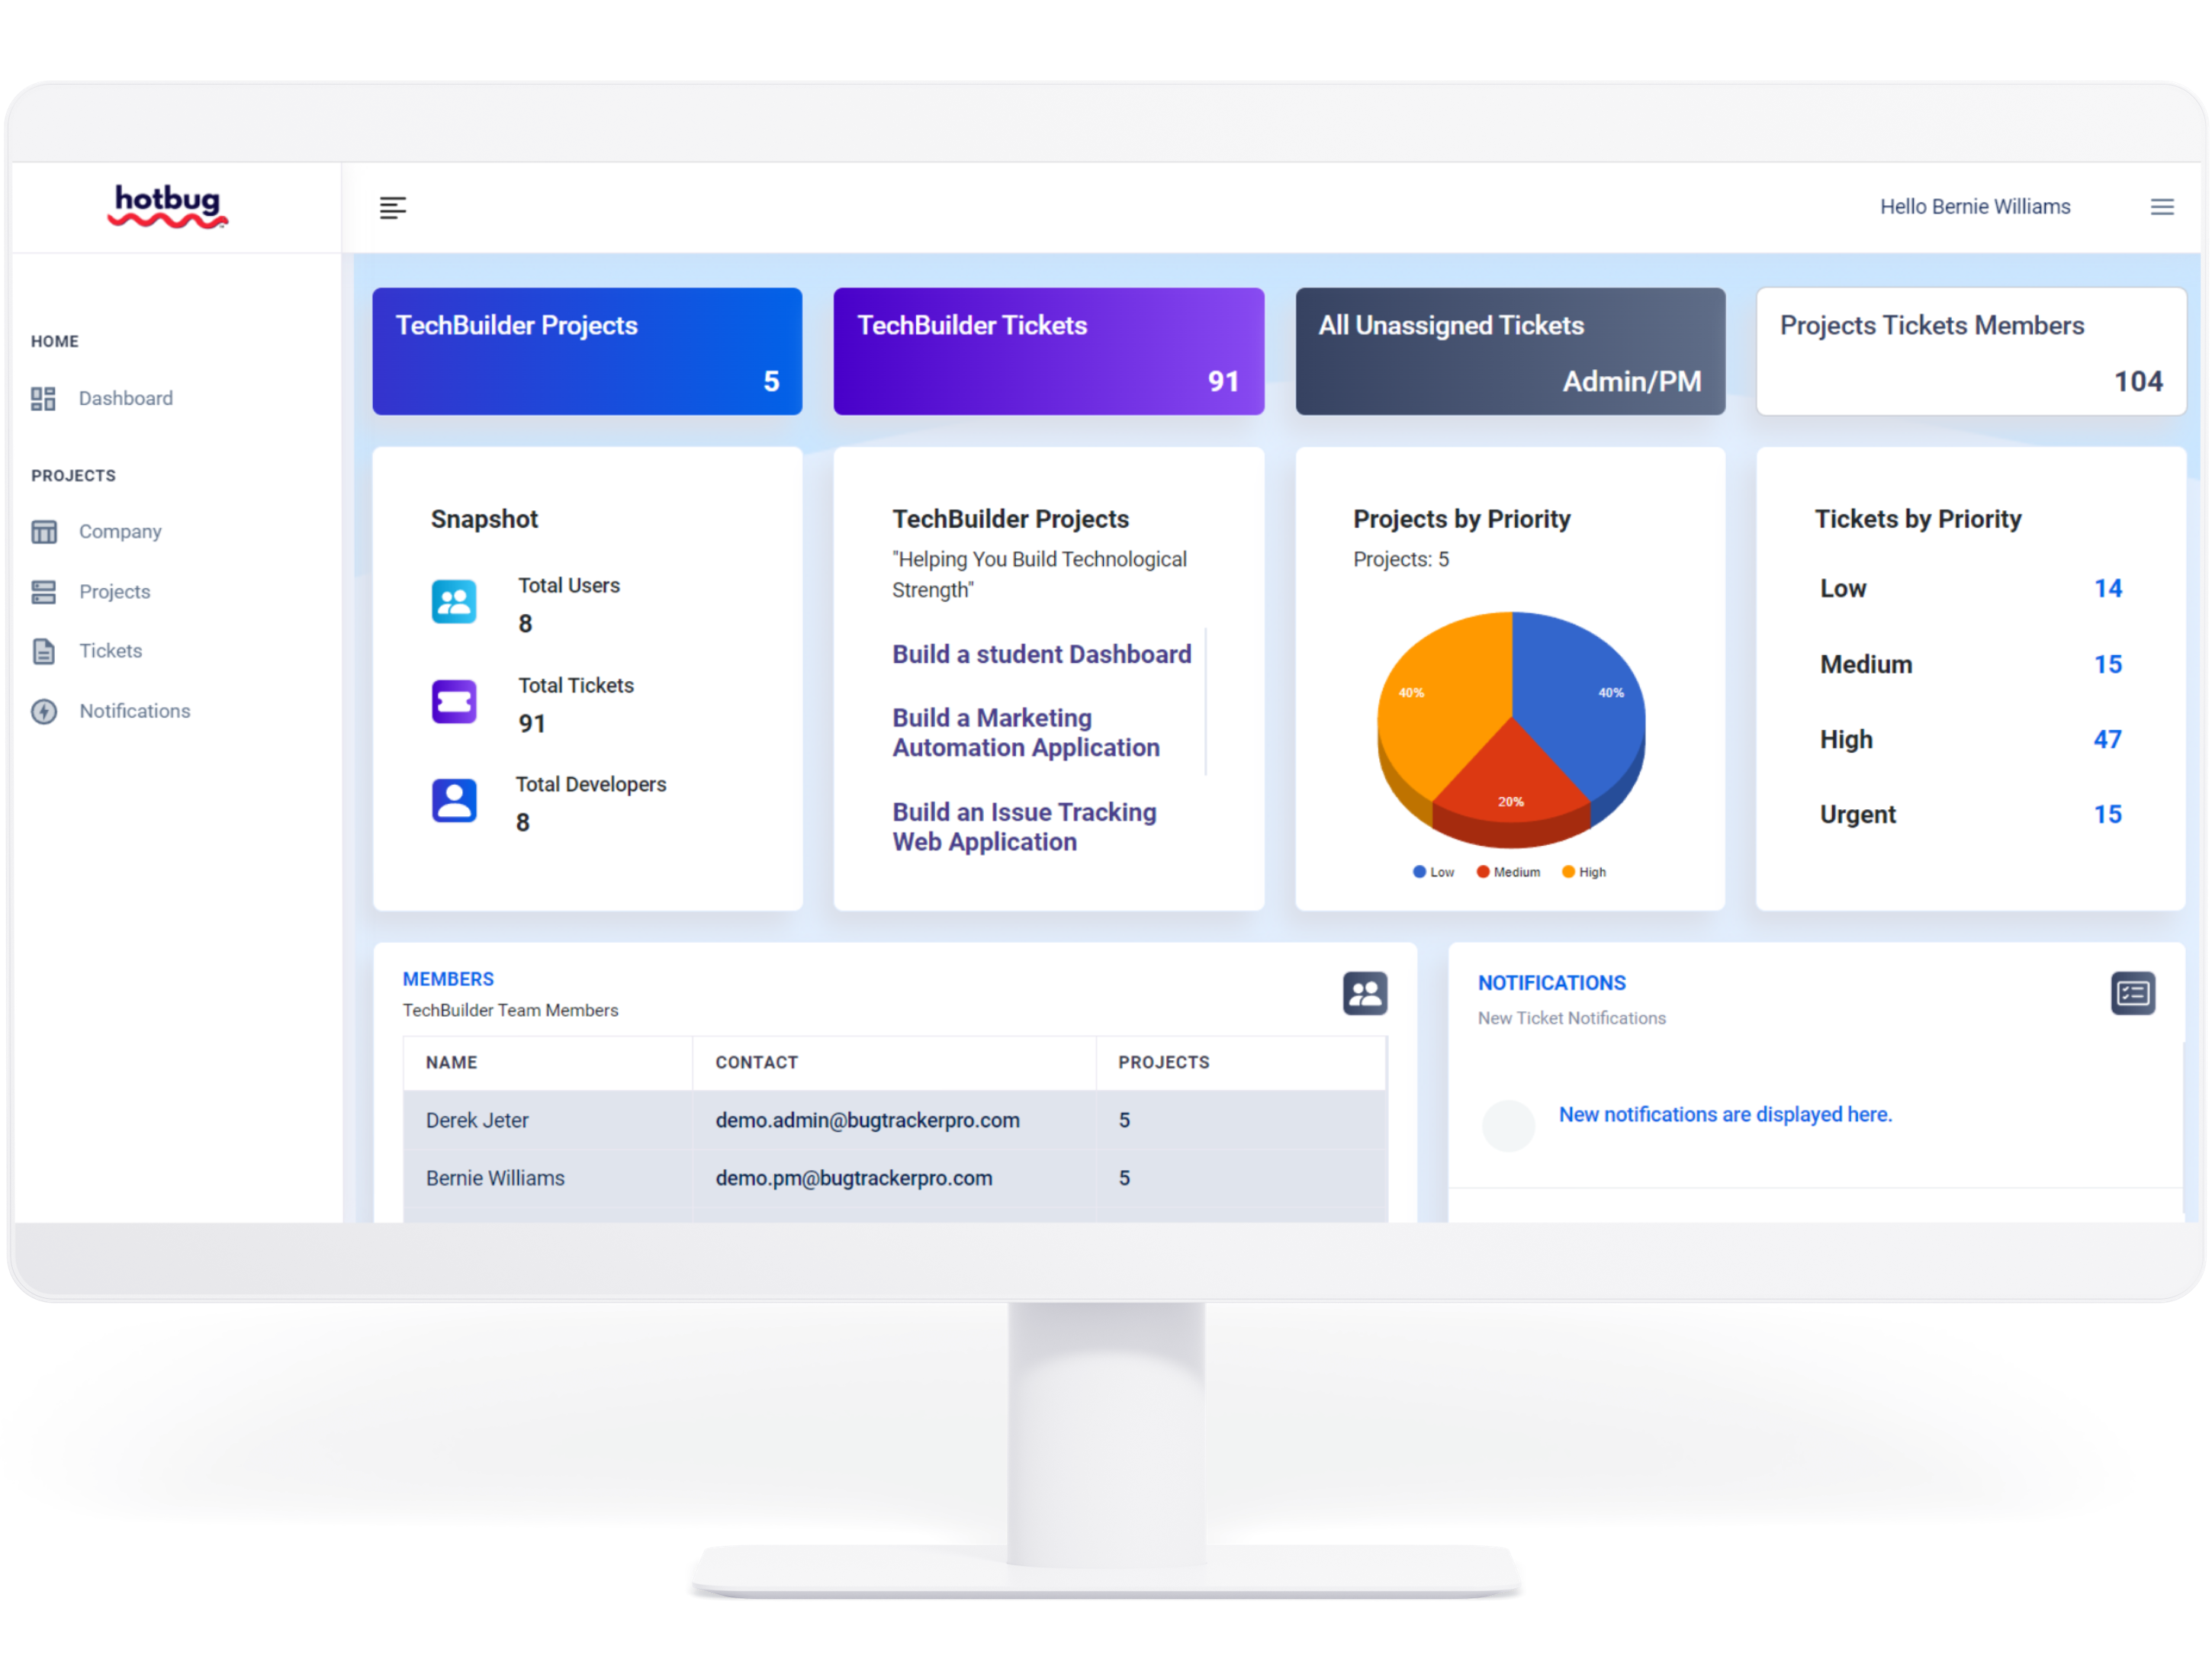 hotbug
Hello Bernie Williams
HOME
Dashboard
PROJECTS
Company
Projects
Tickets
Notifications
TechBuilder Projects
5
TechBuilder Tickets
91
All Unassigned Tickets
Admin/PM
Projects Tickets Members
104
Snapshot
Total Users
8
Total Tickets
91
Total Developers
8
TechBuilder Projects
"Helping You Build Technological
Strength"
Build a student Dashboard
Build a Marketing
Automation Application
Build an Issue Tracking
Web Application
Projects by Priority
Projects: 5
40%
40%
20%
Low Medium High
Tickets by Priority
Low 14
Medium 15
High 47
Urgent 15
MEMBERS
TechBuilder Team Members
NAME CONTACT PROJECTS
Derek Jeter demo.admin@bugtrackerpro.com 5
Bernie Williams demo.pm@bugtrackerpro.com 5
NOTIFICATIONS
New Ticket Notifications
New notifications are displayed here.